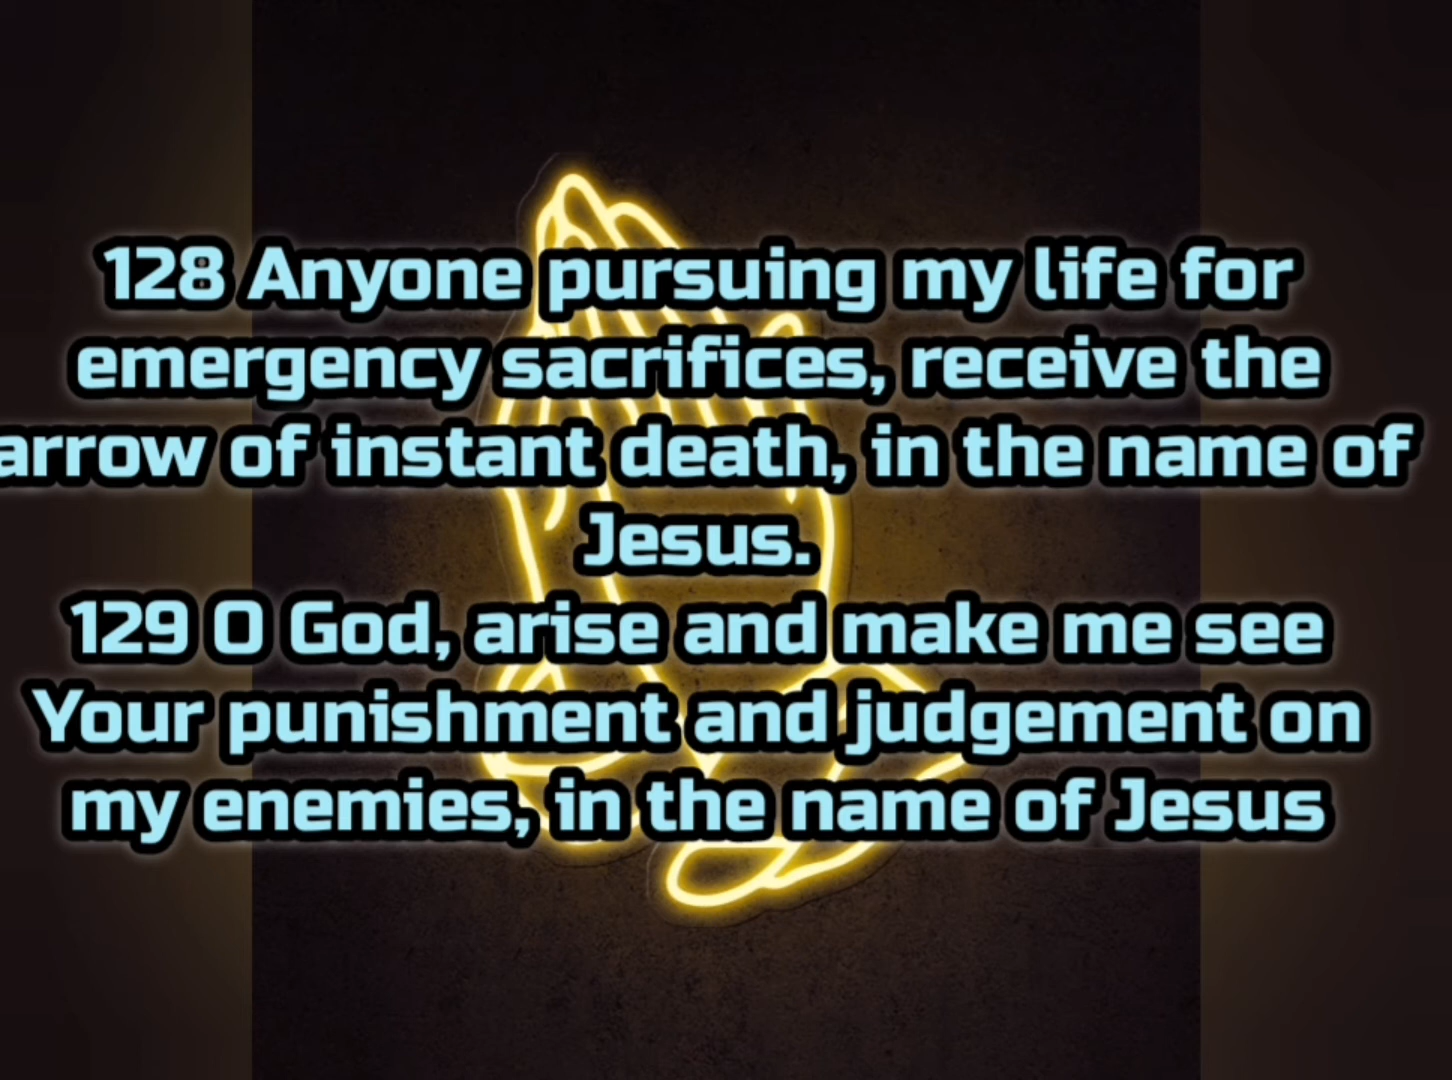 128 Anyone pursuing my life for
emergency sacrifices, receive the
arrow of instant death, in the name of
Jesus.
129 O God, arise and make me see
Your punishment and judgement on
my enemies, in the name of Jesus